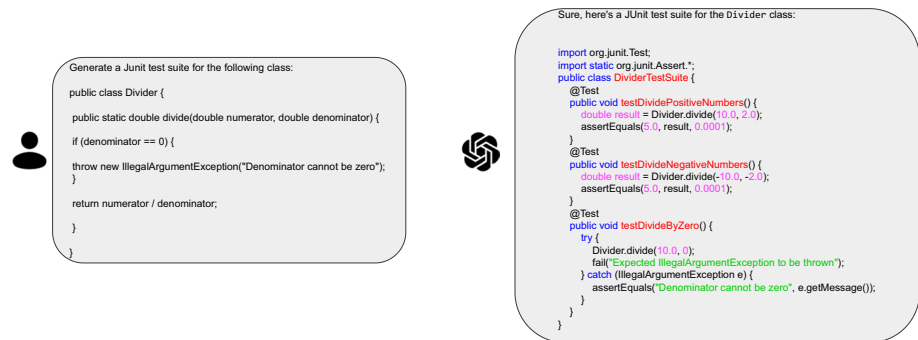 Generate a Junit test suite for the following class:
public class Divider {
public static double divide(double numerator, double denominator) {
if (denominator == 0) {
throw new IllegalArgumentException("Denominator cannot be zero");
}
return numerator / denominator;
}
}
Sure, here's a JUnit test suite for the Divider class:
import org.junit.Test;
import static org.junit.Assert.*;
public class DividerTestSuite {
@Test
public void testDividePositiveNumbers() {
double result = Divider.divide(10.0, 2.0);
assertEquals(5.0, result, 0.0001);
}
@Test
public void testDivideNegativeNumbers() {
double result = Divider.divide(-10.0, -2.0);
assertEquals(5.0, result, 0.0001);
}
@Test
public void testDivideByZero() {
try {
Divider.divide(10.0, 0);
fail("Expected IllegalArgumentException to be thrown");
} catch (IllegalArgumentException e) {
assertEquals("Denominator cannot be zero", e.getMessage());
}
}
}